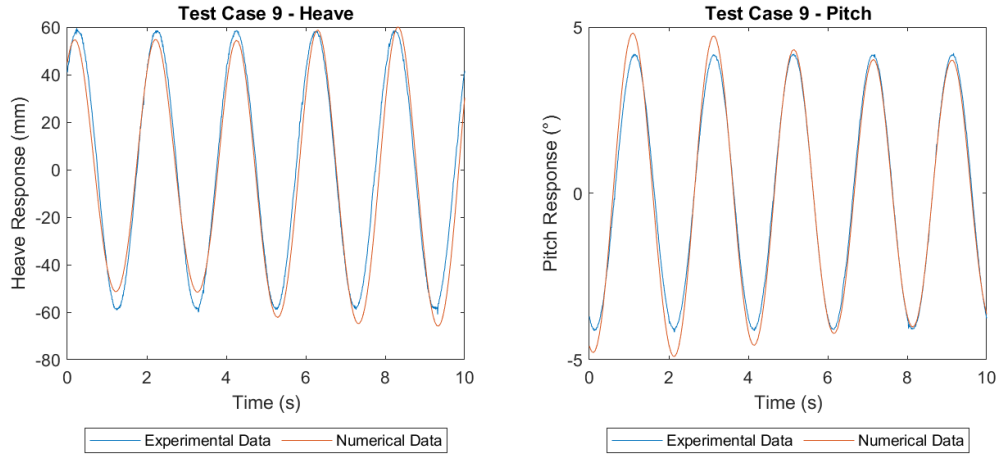 Test Case 9 - Heave
60
40
20
0
-20
-40
-60
-80
Heave Response (mm)
0 2 4 6 8 10
Time (s)
Experimental Data Numerical Data
Test Case 9 - Pitch
5
0
-5
Pitch Response (°)
0 2 4 6 8 10
Time (s)
Experimental Data Numerical Data